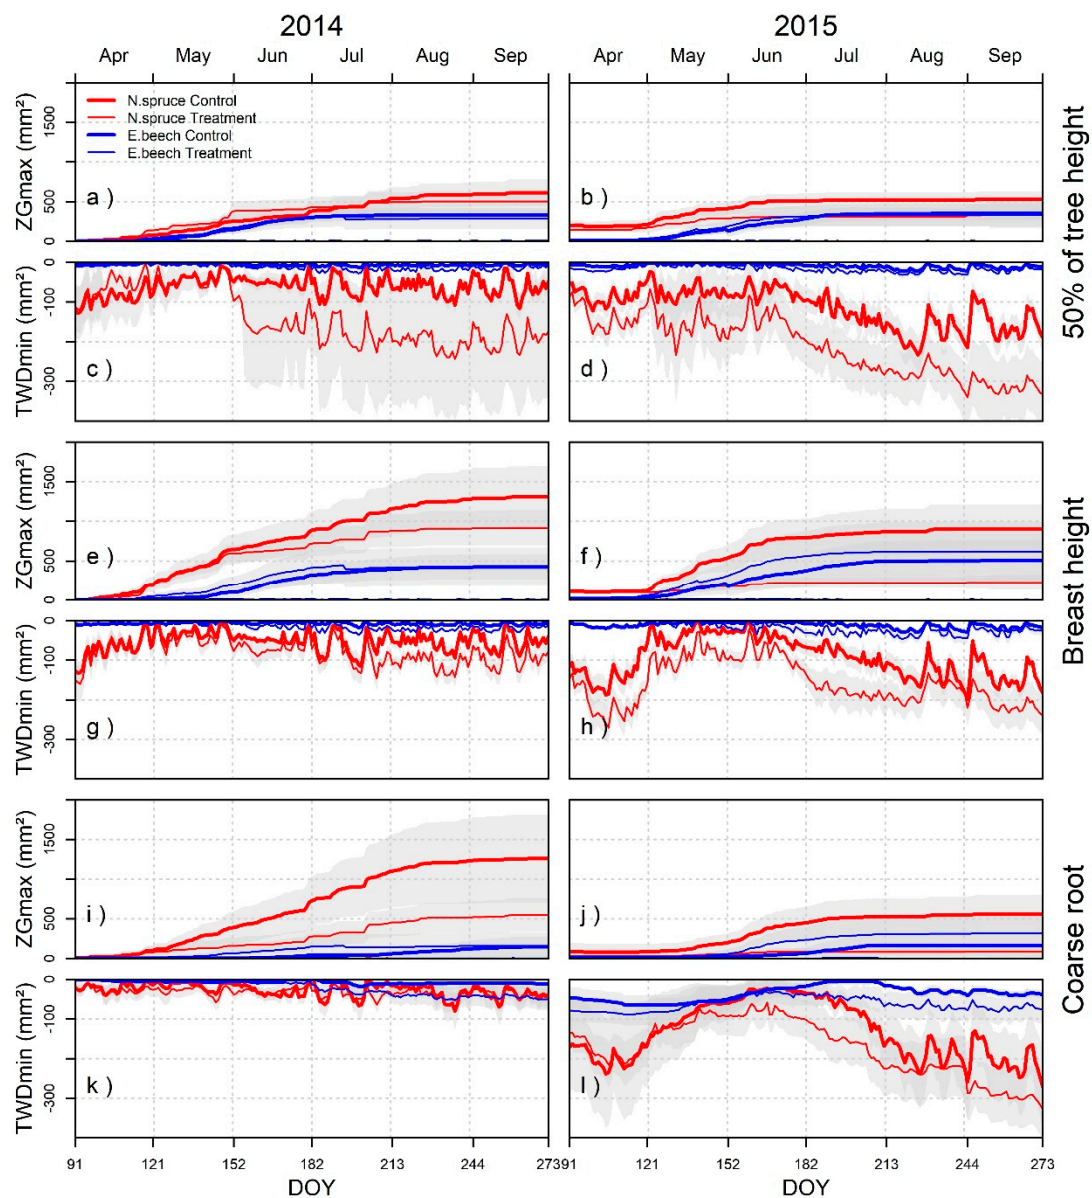 2014
2015
Apr May Jun Jul Aug Sep
Apr May Jun Jul Aug Sep
N.spruce Control
N.spruce Treatment
E.beech Control
E.beech Treatment
ZGmax (mm²)
1500
500
0
a )
b )
50% of tree height
TWDmin (mm²)
0
-100
-300
c )
d )
ZGmax (mm²)
1500
500
0
e )
f )
Breast height
TWDmin (mm²)
0
-100
-300
g )
h )
ZGmax (mm²)
1500
500
0
i )
j )
Coarse root
TWDmin (mm²)
0
-100
-300
k )
l )
91 121 152 182 213 244 273
91 121 152 182 213 244 273
DOY
DOY